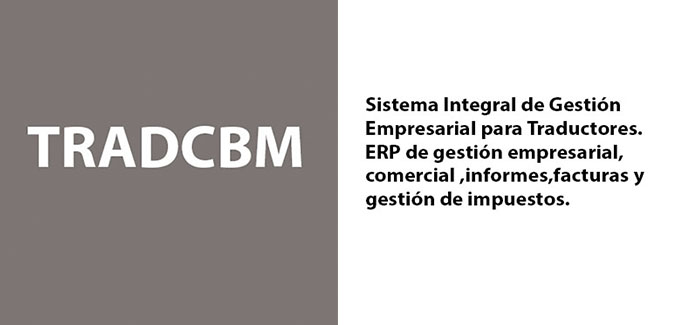 TRADCBM
Sistema Integral de Gestión
Empresarial para Traductores.
ERP de gestión empresarial,
comercial ,informes,facturas y
gestión de impuestos.